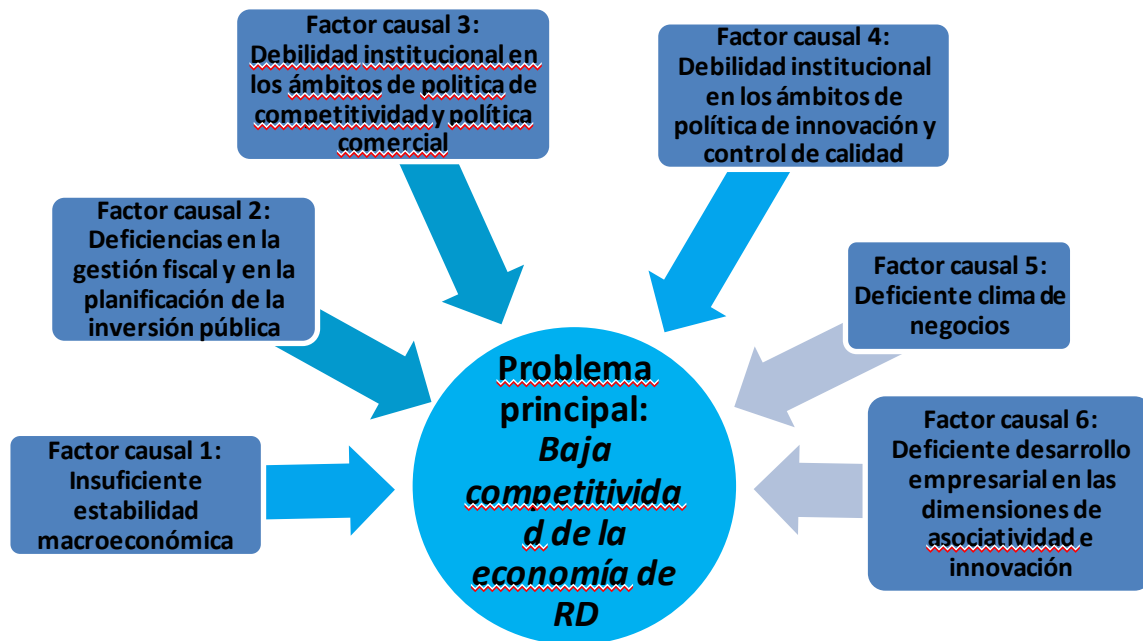 Factor causal 3:
Debilidad institucional en
los ámbitos de politica de
competitividad y política
comercial
Factor causal 4:
Debilidad institucional
en los ámbitos de
política de innovación y
control de calidad
Factor causal 2:
Deficiencias en la
gestión fiscal y en la
planificación de la
inversión pública
Factor causal 5:
Deficiente clima de
negocios
Factor causal 1:
Insuficiente
estabilidad
macroeconómica
Problema
principal:
Baja
competitivida
d de la
economía de
RD
Factor causal 6:
Deficiente desarrollo
empresarial en las
dimensiones de
asociatividad e
innovación